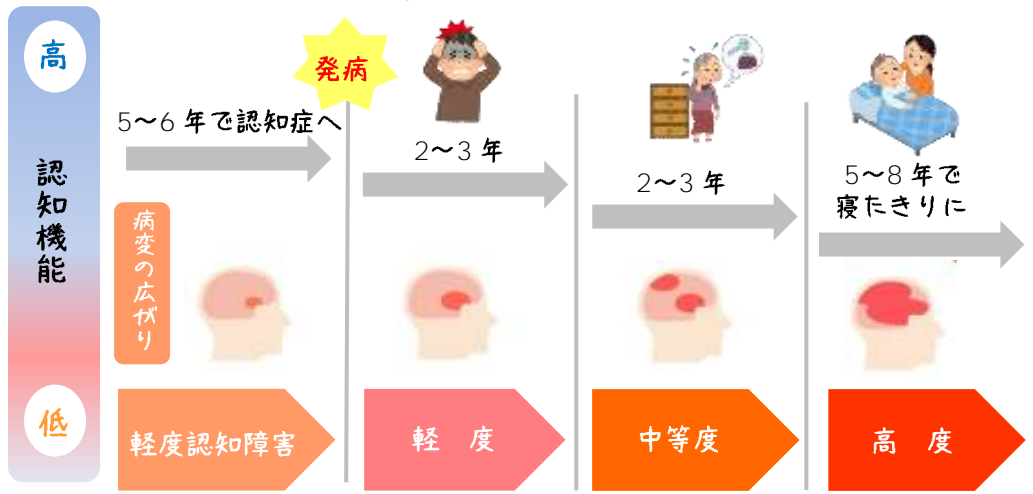 高
認知機能
低
発病
5～6 年で認知症へ
2～3 年
2～3 年
5～8 年で
寝たきりに
病変の広がり
軽度認知障害
軽　度
中等度
高　度